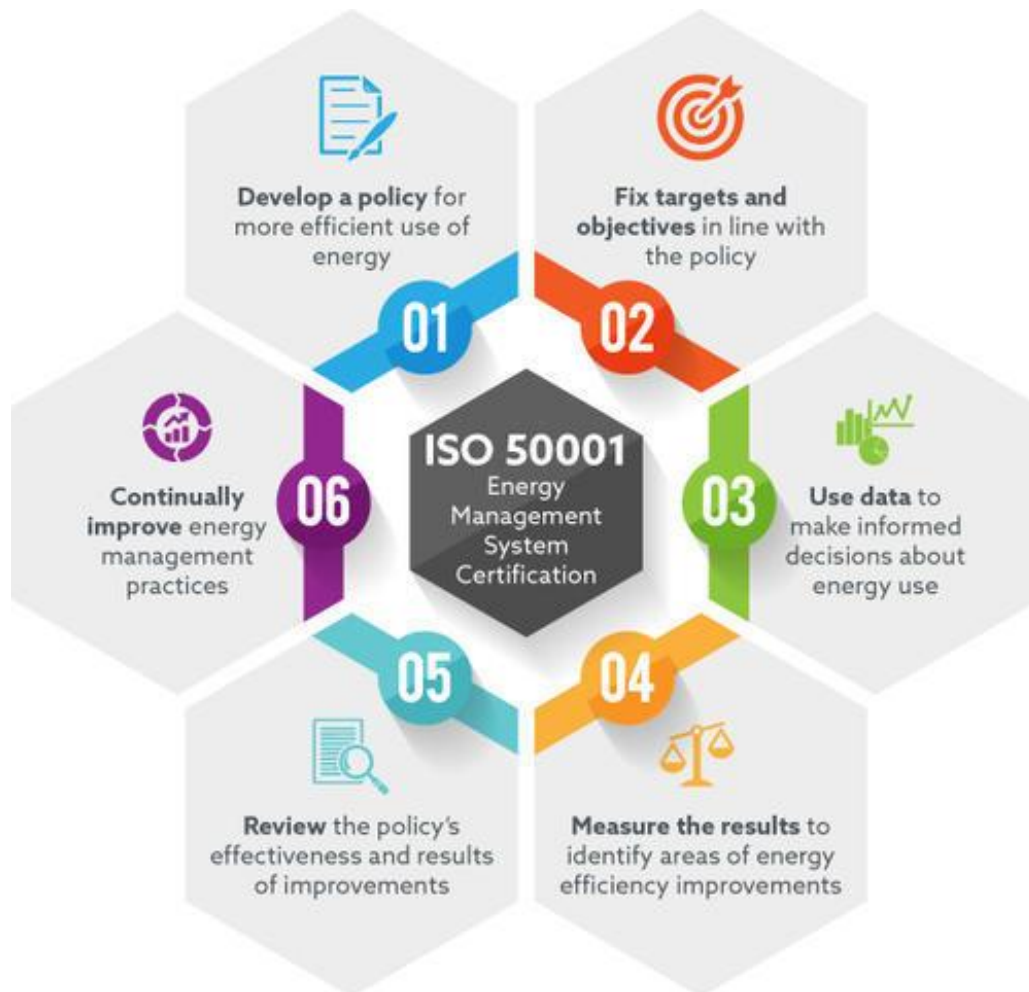 Develop a policy for
more efficient use of
energy
01
Fix targets and
objectives in line with
the policy
02
ISO 50001
Energy
Management
System
Certification
03
Use data to
make informed
decisions about
energy use
04
Measure the results to
identify areas of energy
efficiency improvements
05
Review the policy's
effectiveness and results
of improvements
06
Continually
improve energy
management
practices